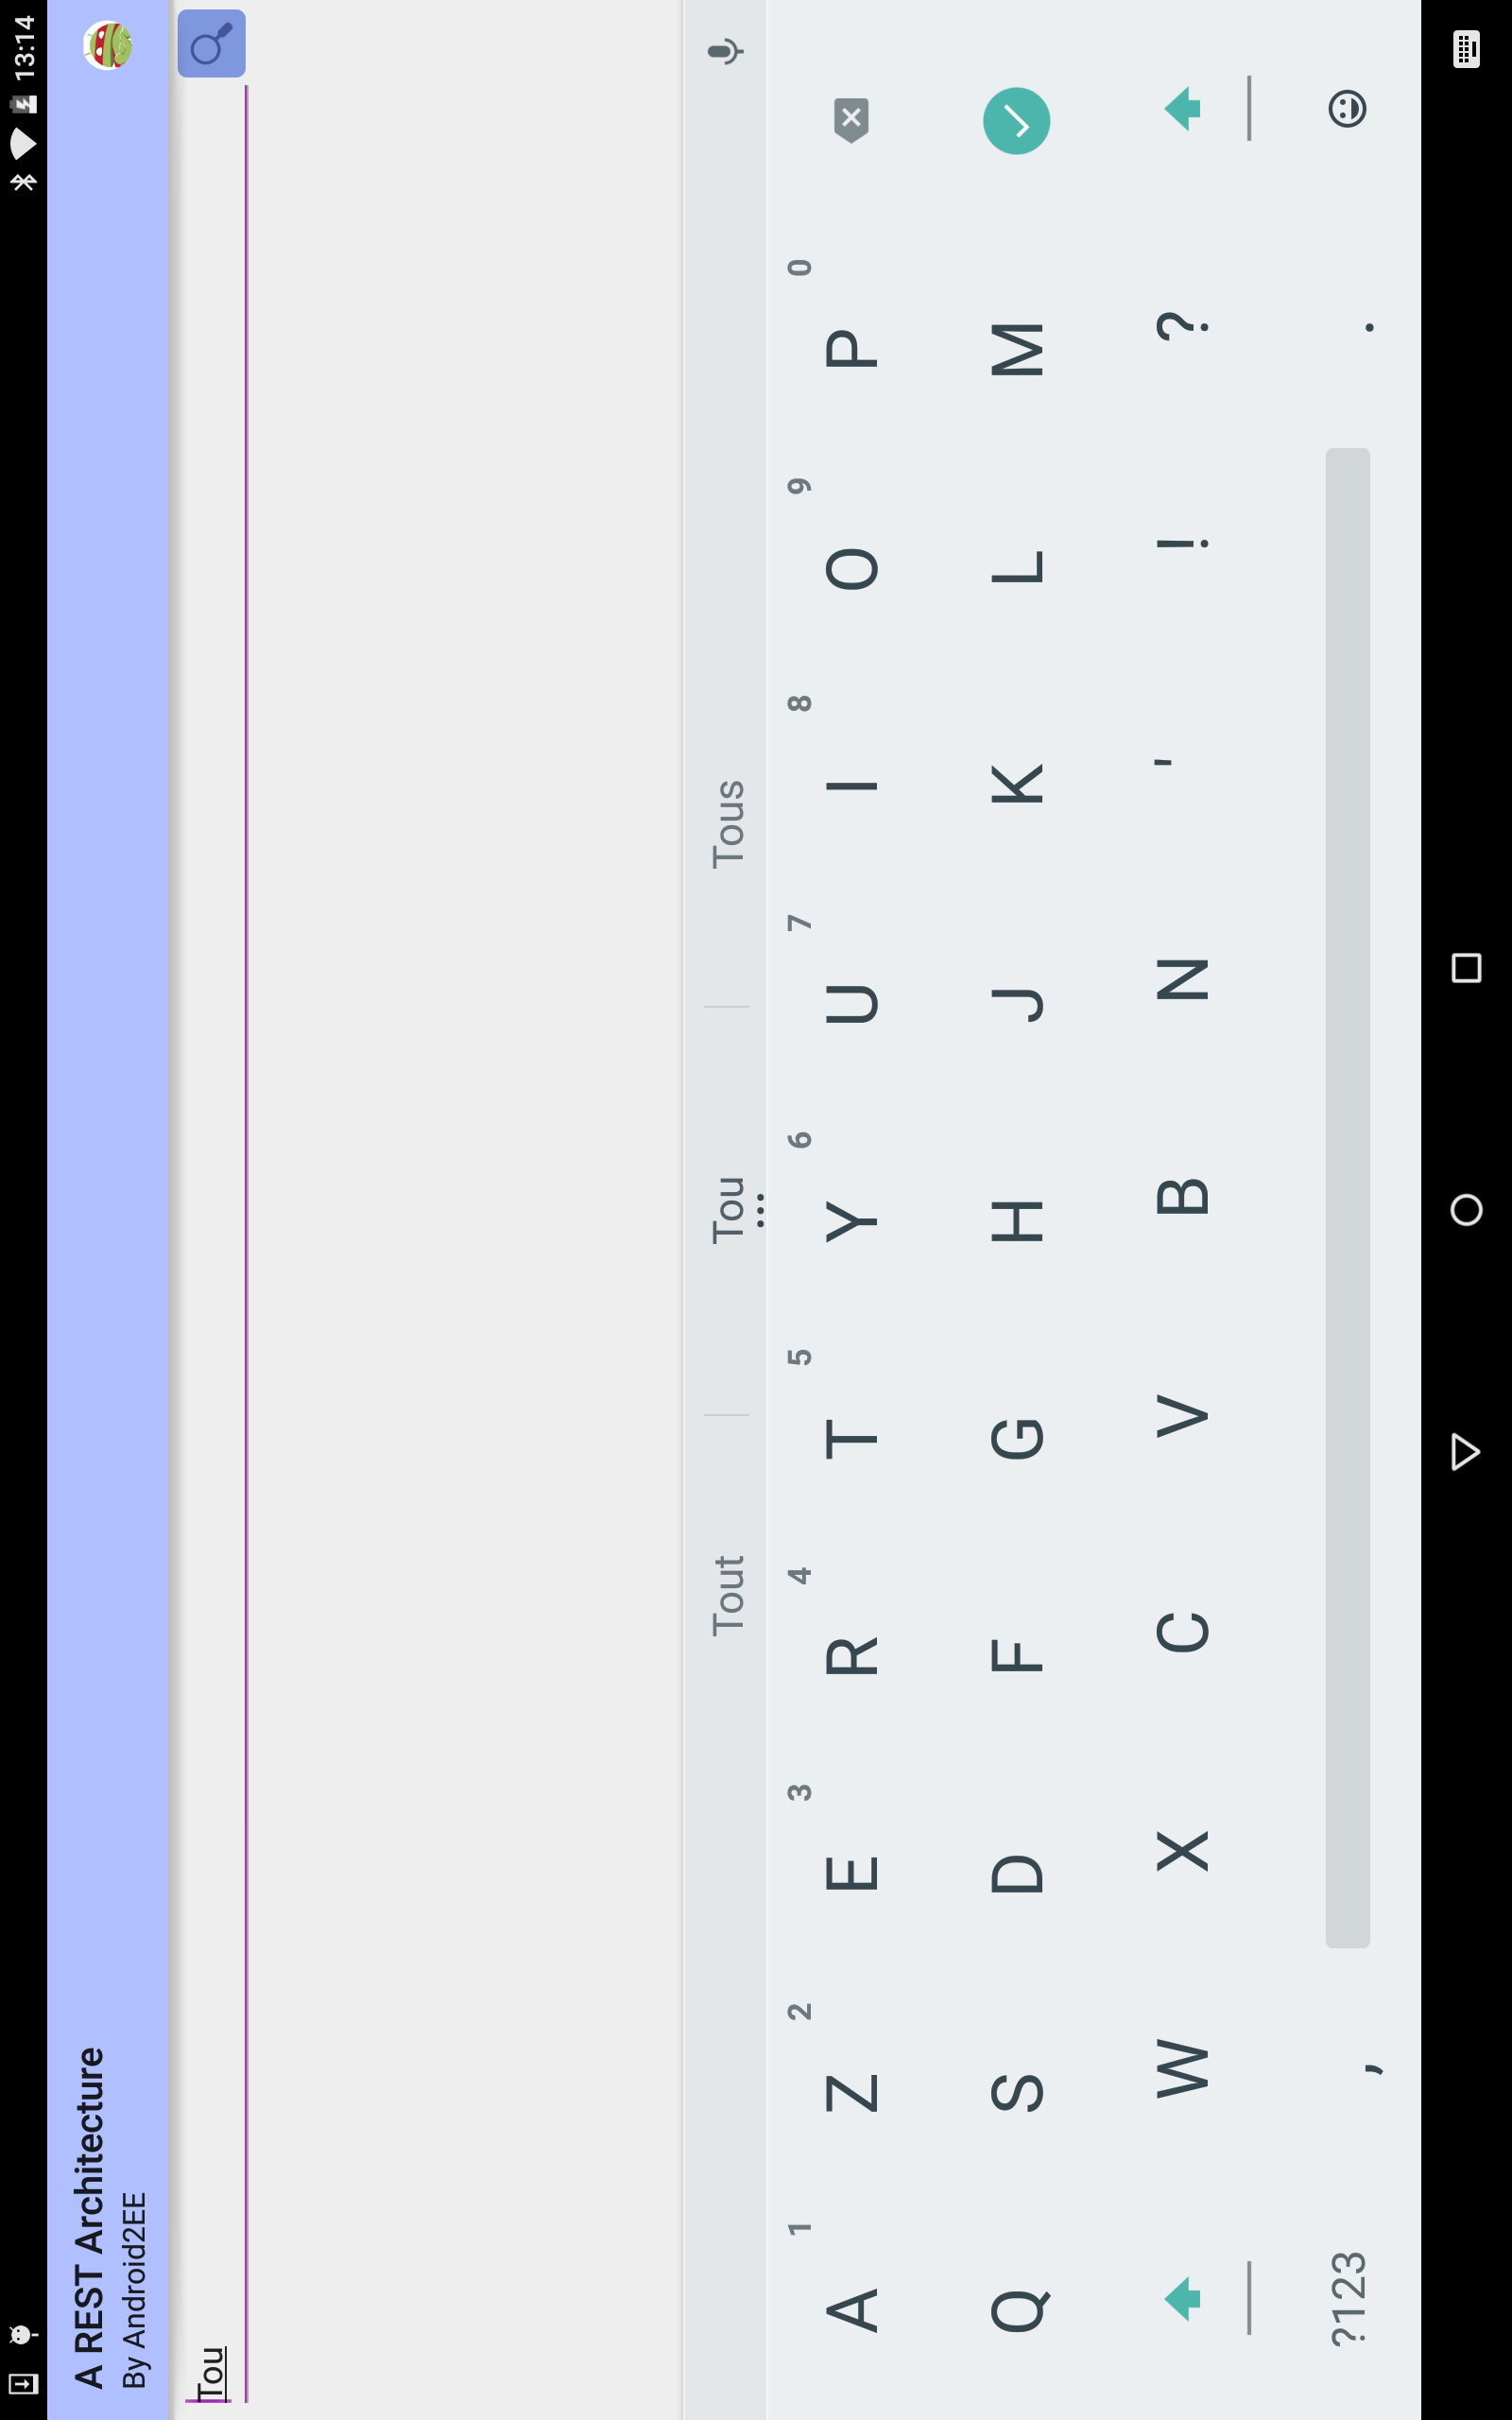 13:14
A REST Architecture
By Android2EE
Tou
Tout Tou Tous
A 1 Z 2 E 3 R 4 T 5 Y 6 U 7 I 8 O 9 P 0
Q S D F G H J K L M
W X C V B N ' ! ?
?123 , .